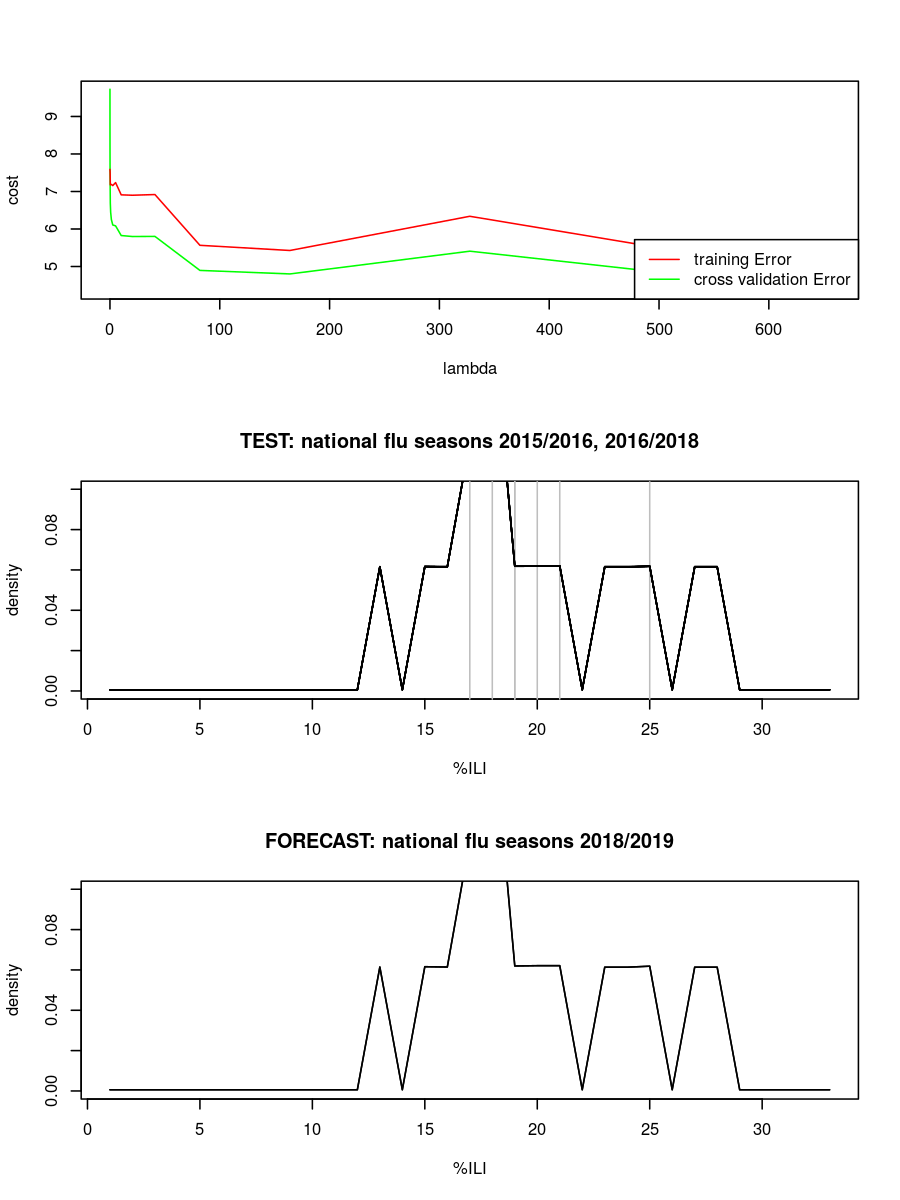 9
8
7
6
5
cost
training Error
cross validation Error
0 100 200 300 400 500 600
lambda
TEST: national flu seasons 2015/2016, 2016/2018
0.08
0.04
0.00
density
0 5 10 15 20 25 30
%ILI
FORECAST: national flu seasons 2018/2019
0.08
0.04
0.00
density
0 5 10 15 20 25 30
%ILI